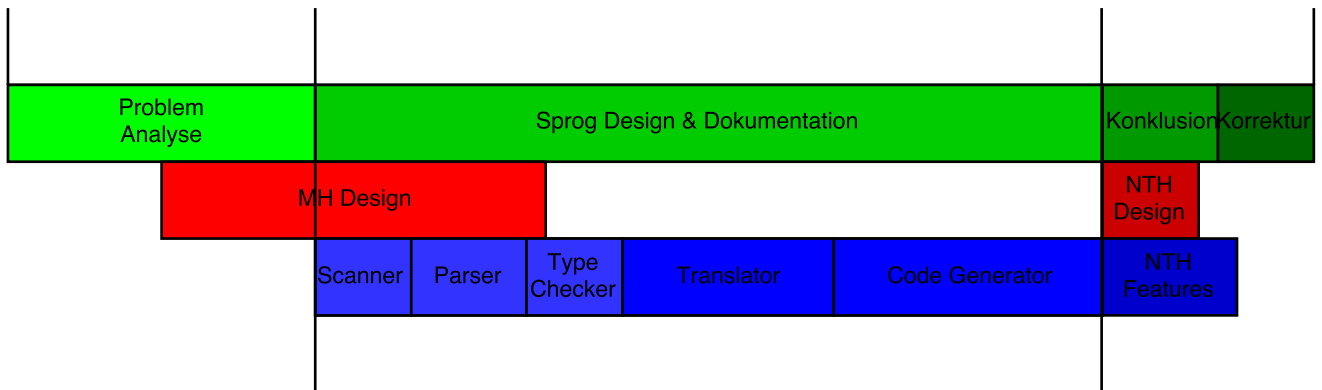 Problem
Analyse
Sprog Design & Dokumentation
Konklusion
Korrektur
MH Design
NTH
Design
Scanner
Parser
Type
Checker
Translator
Code Generator
NTH
Features